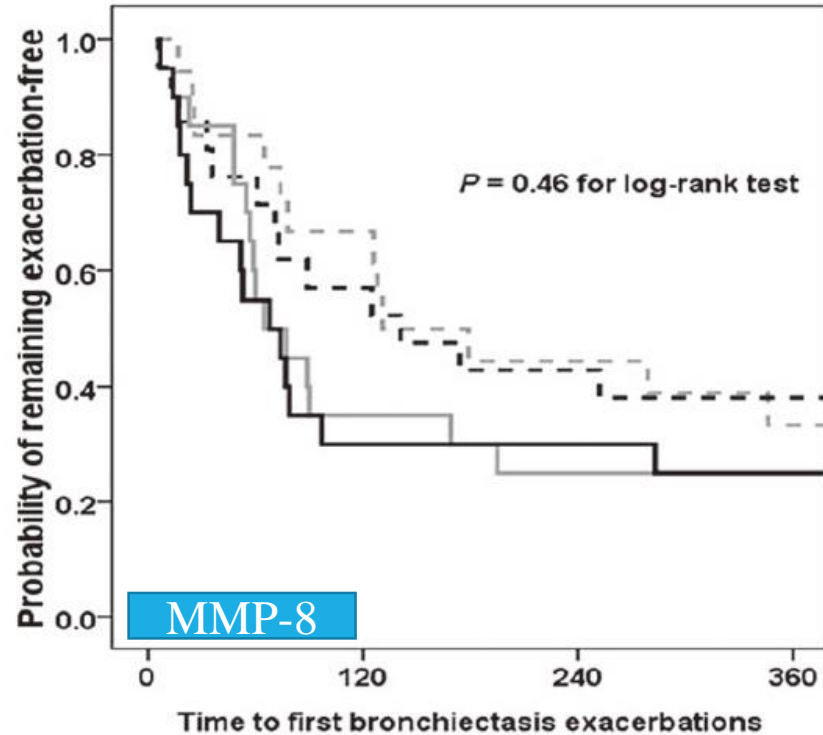 Probability of remaining exacerbation-free
1.0
0.8
0.6
0.4
0.2
0.0
P = 0.46 for log-rank test
MMP-8
0 120 240 360
Time to first bronchiectasis exacerbations